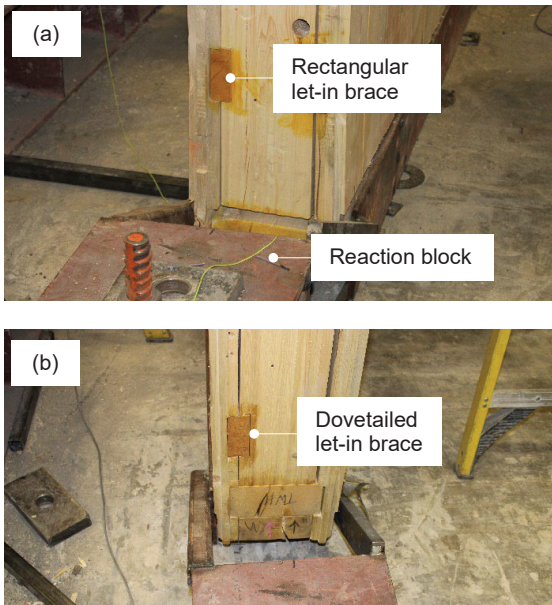 (a)
Rectangular
let-in brace
Reaction block
(b)
Dovetailed
let-in brace